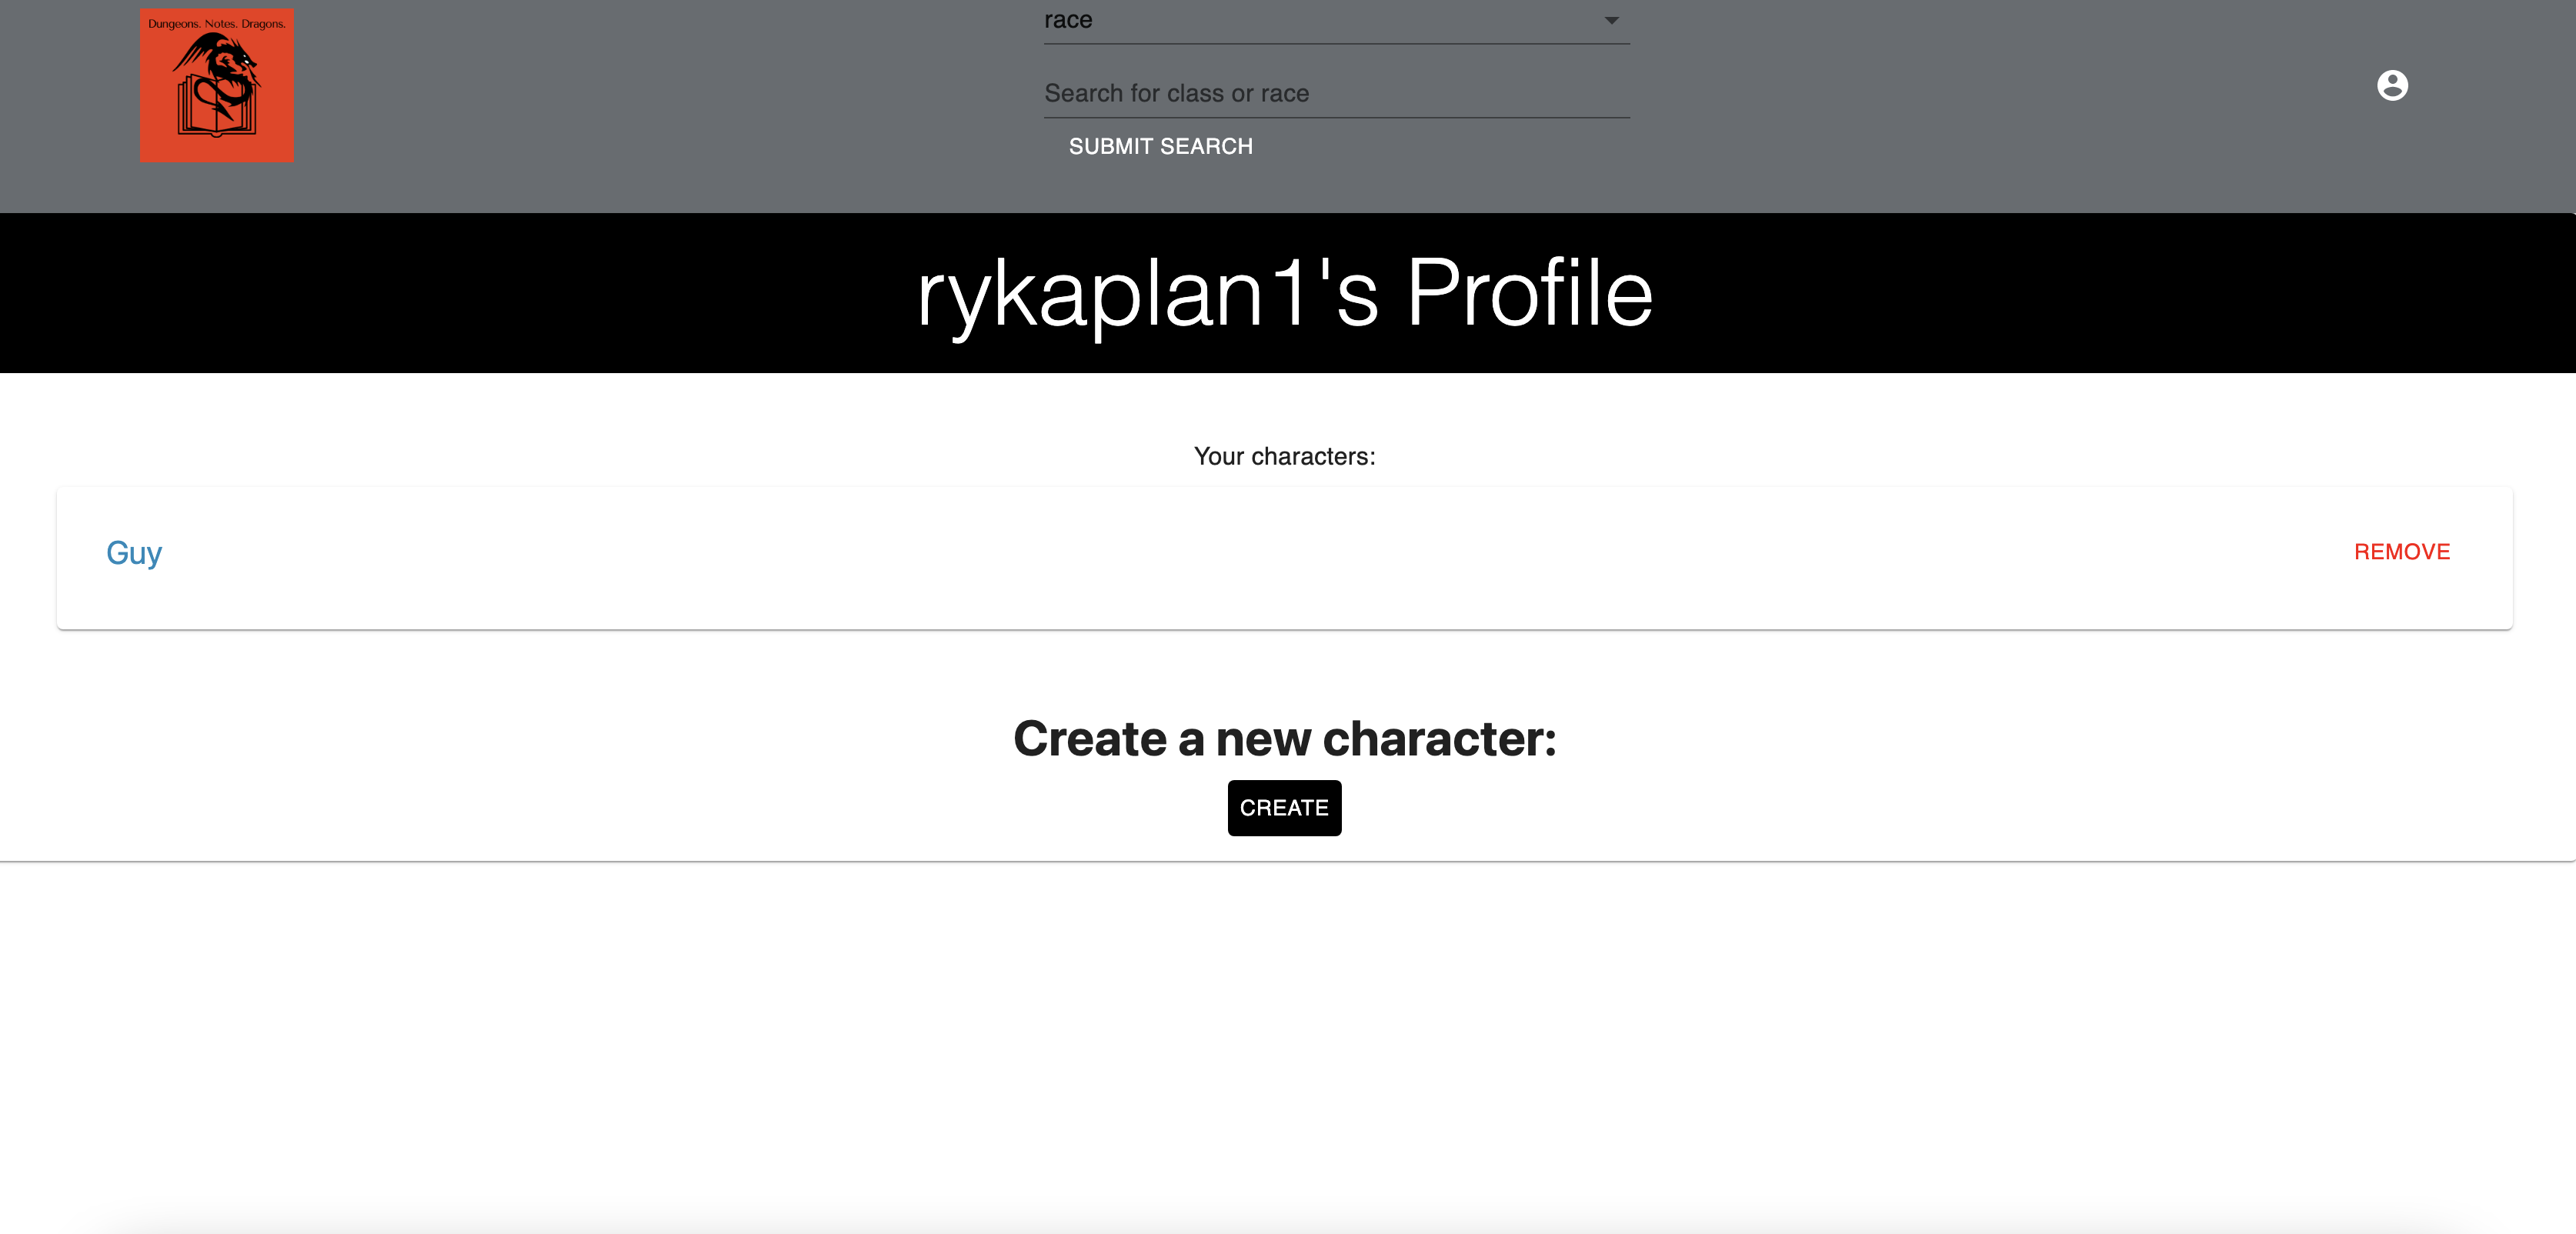 Dungeons. Notes. Dragons.
race
Search for class or race
SUBMIT SEARCH
rykaplan1's Profile
Your characters:
Guy
REMOVE
Create a new character:
CREATE